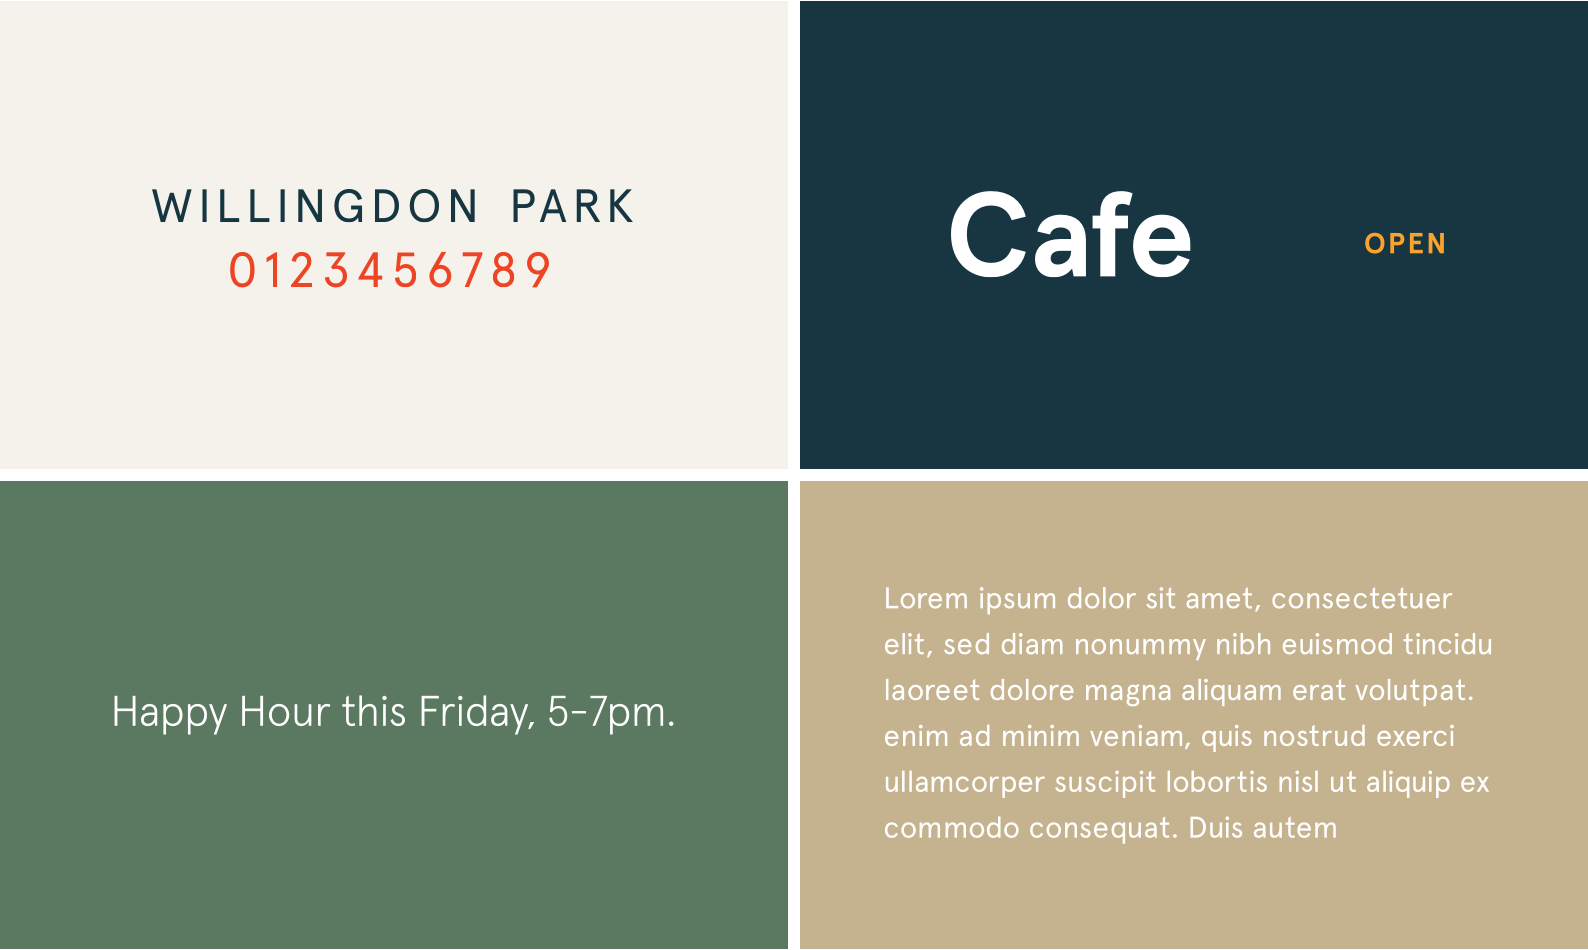 WILLINGDON PARK
0123456789
Cafe
OPEN
Happy Hour this Friday, 5–7pm.
Lorem ipsum dolor sit amet, consectetuer
elit, sed diam nonummy nibh euismod tincidu
laoreet dolore magna aliquam erat volutpat.
enim ad minim veniam, quis nostrud exerci
ullamcorper suscipit lobortis nisl ut aliquip ex
commodo consequat. Duis autem